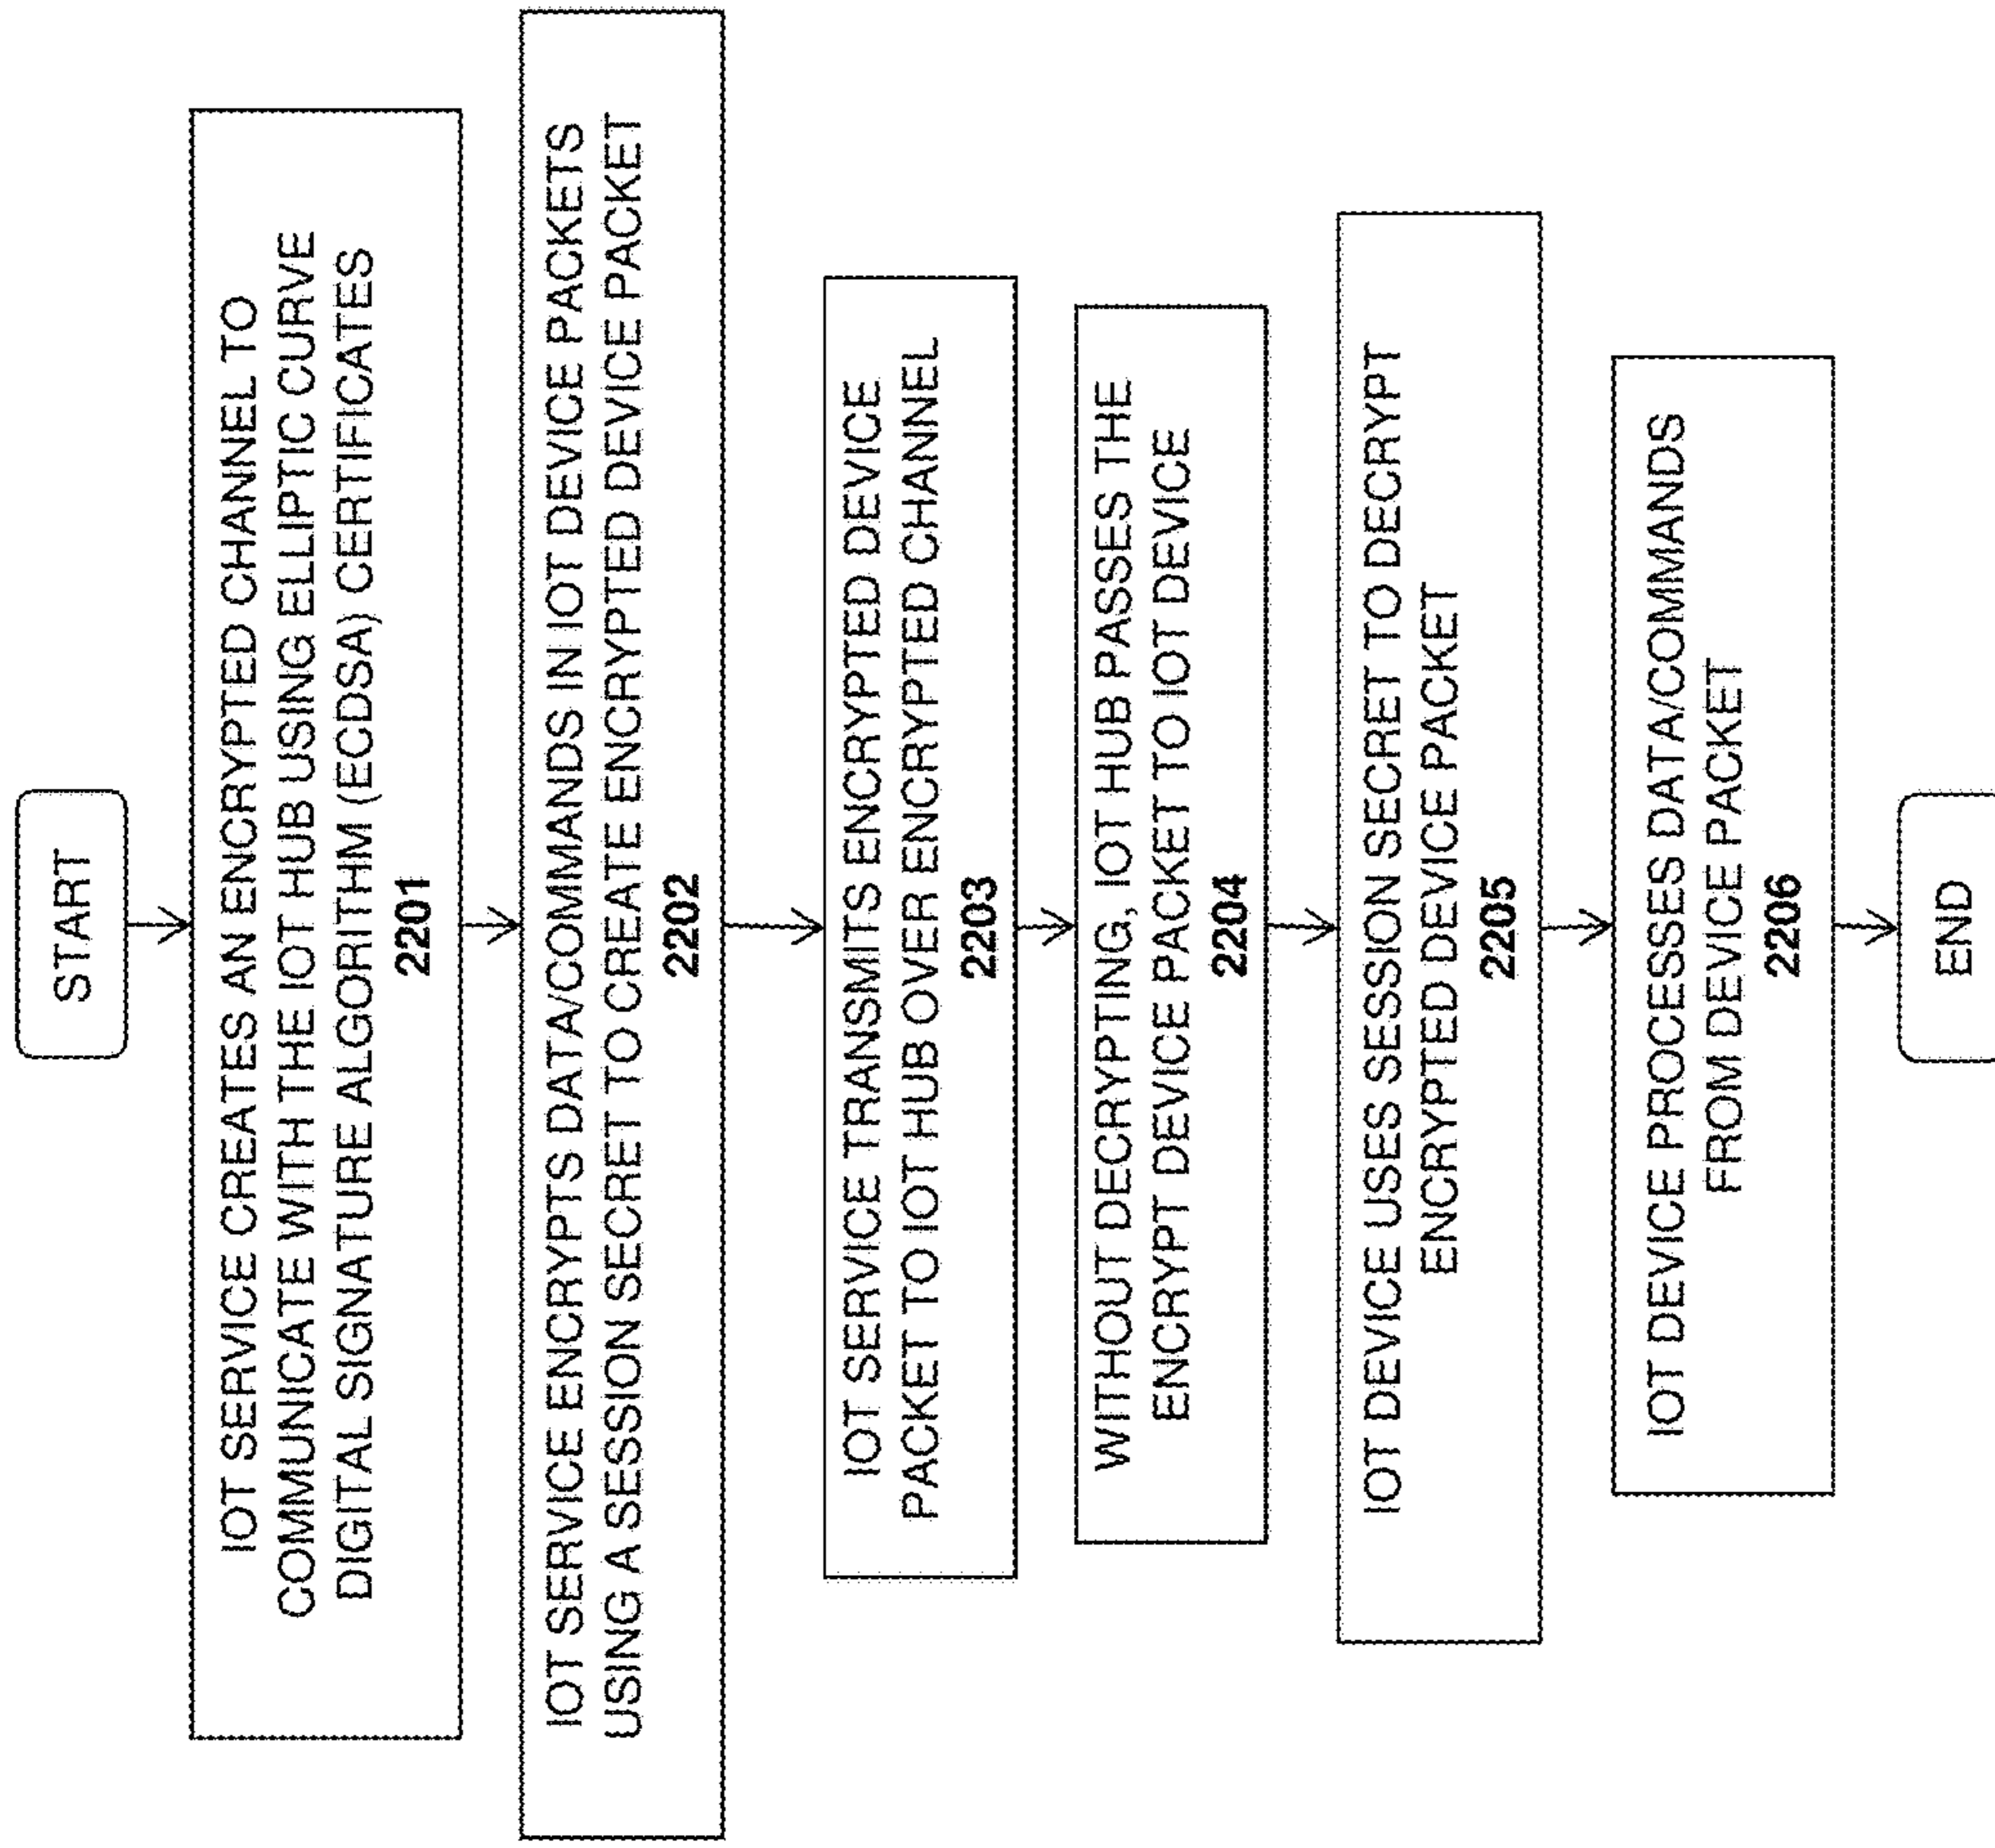 START
IOT SERVICE CREATES AN ENCRYPTED CHANNEL TO
COMMUNICATE WITH THE IOT HUB USING ELLIPTIC CURVE
DIGITAL SIGNATURE ALGORITHM (ECDSA) CERTIFICATES
2201
IOT SERVICE ENCRYPTS DATA/COMMANDS IN IOT DEVICE PACKETS
USING A SESSION SECRET TO CREATE ENCRYPTED DEVICE PACKET
2202
IOT SERVICE TRANSMITS ENCRYPTED DEVICE
PACKET TO IOT HUB OVER ENCRYPTED CHANNEL
2203
WITHOUT DECRYPTING, IOT HUB PASSES THE
ENCRYPT DEVICE PACKET TO IOT DEVICE
2204
IOT DEVICE USES SESSION SECRET TO DECRYPT
ENCRYPTED DEVICE PACKET
2205
IOT DEVICE PROCESSES DATA/COMMANDS
FROM DEVICE PACKET
2206
END